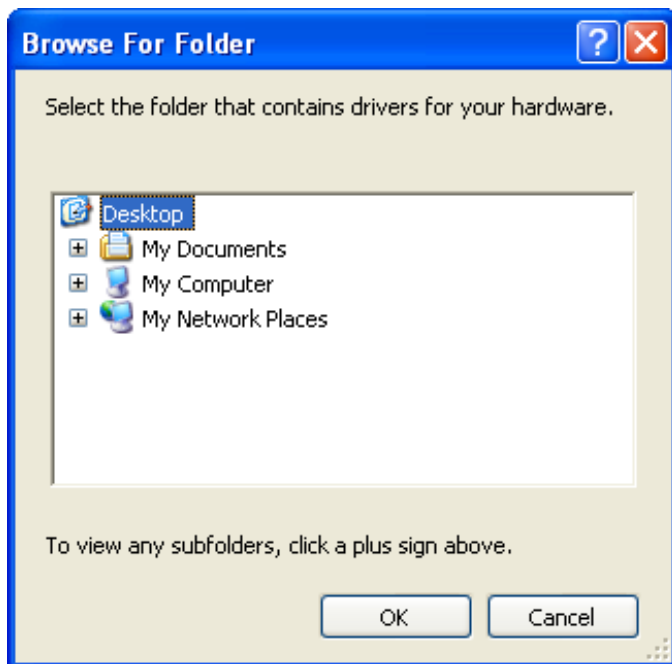 Browse For Folder
Select the folder that contains drivers for your hardware.
Desktop
My Documents
My Computer
My Network Places
To view any subfolders, click a plus sign above.
OK Cancel